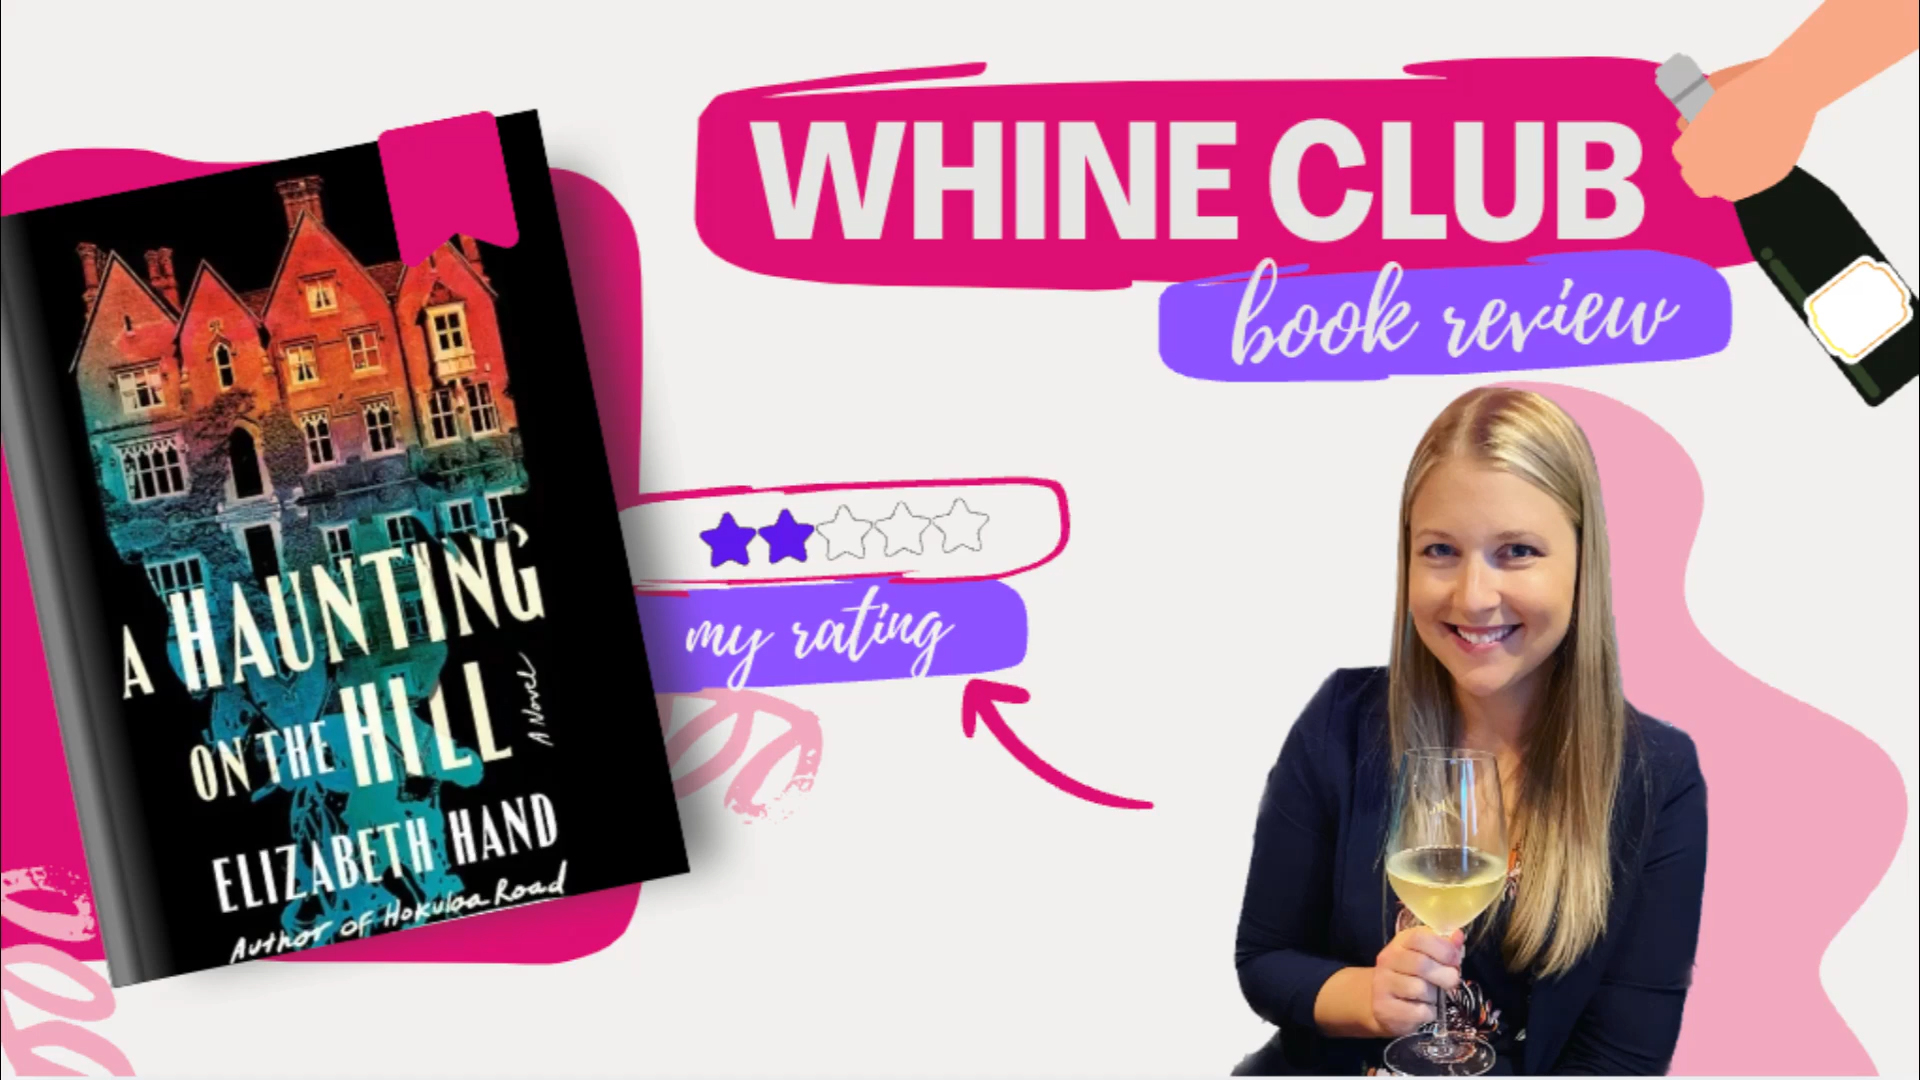 WHINE CLUB
book review
A HAUNTING
ON THE HILL
A Novel
ELIZABETH HAND
Author of Hokuloa Road
my rating